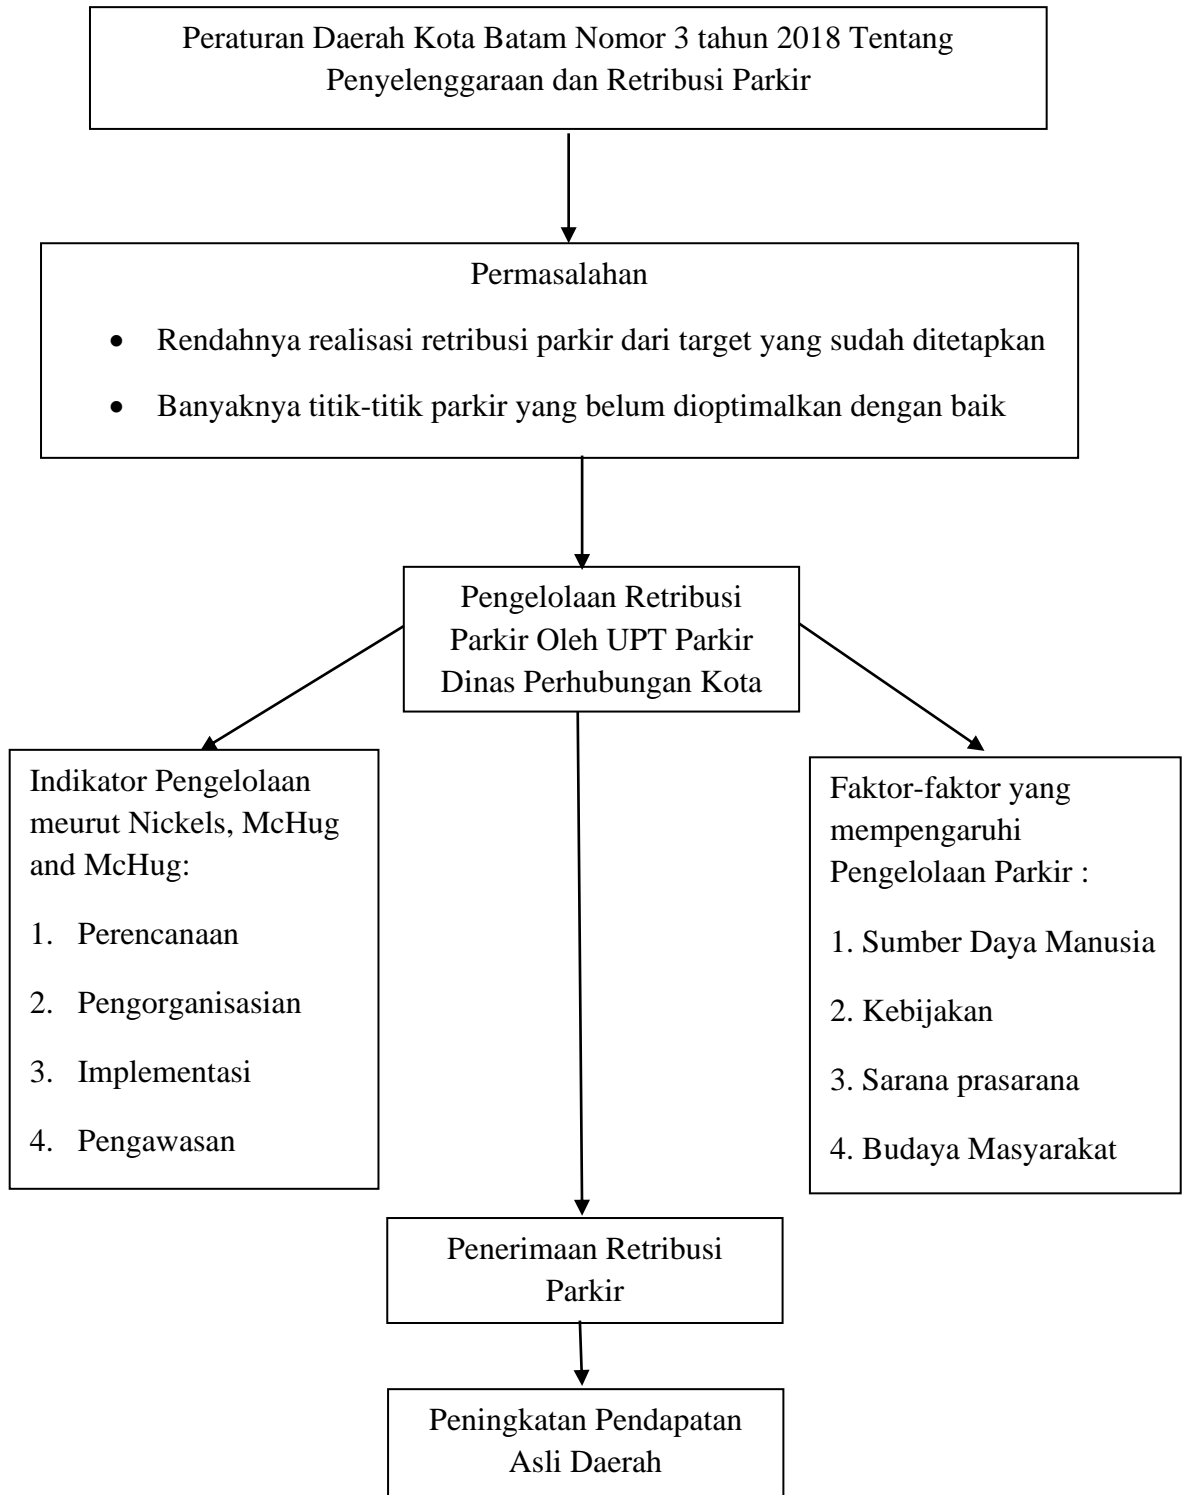 Peraturan Daerah Kota Batam Nomor 3 tahun 2018 Tentang
Penyelenggaraan dan Retribusi Parkir
Permasalahan
• Rendahnya realisasi retribusi parkir dari target yang sudah ditetapkan
• Banyaknya titik-titik parkir yang belum dioptimalkan dengan baik
Pengelolaan Retribusi
Parkir Oleh UPT Parkir
Dinas Perhubungan Kota
Indikator Pengelolaan
meurut Nickels, McHug
and McHug:
1. Perencanaan
2. Pengorganisasian
3. Implementasi
4. Pengawasan
Faktor-faktor yang
mempengaruhi
Pengelolaan Parkir :
1. Sumber Daya Manusia
2. Kebijakan
3. Sarana prasarana
4. Budaya Masyarakat
Penerimaan Retribusi
Parkir
Peningkatan Pendapatan
Asli Daerah